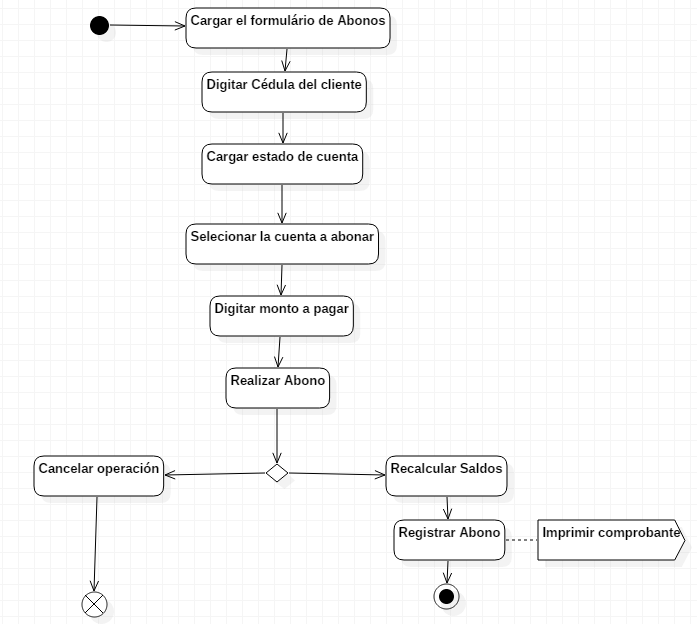 Cargar el formulário de Abonos
Digitar Cédula del cliente
Cargar estado de cuenta
Selecionar la cuenta a abonar
Digitar monto a pagar
Realizar Abono
Cancelar operación
Recalcular Saldos
Registrar Abono
Imprimir comprobante